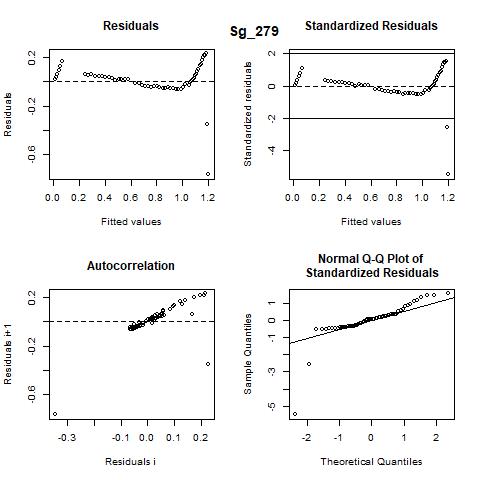 Sg_279
Residuals
0.2
-0.2
-0.6
Residuals
0.0 0.2 0.4 0.6 0.8 1.0 1.2
Fitted values
Standardized Residuals
2
0
-2
-4
Standardized residuals
0.0 0.2 0.4 0.6 0.8 1.0 1.2
Fitted values
Autocorrelation
0.2
-0.2
-0.6
Residuals i+1
-0.3 -0.1 0.0 0.1 0.2
Residuals i
Normal Q-Q Plot of
Standardized Residuals
1
0
-1
-3
-5
Sample Quantiles
-2 -1 0 1 2
Theoretical Quantiles